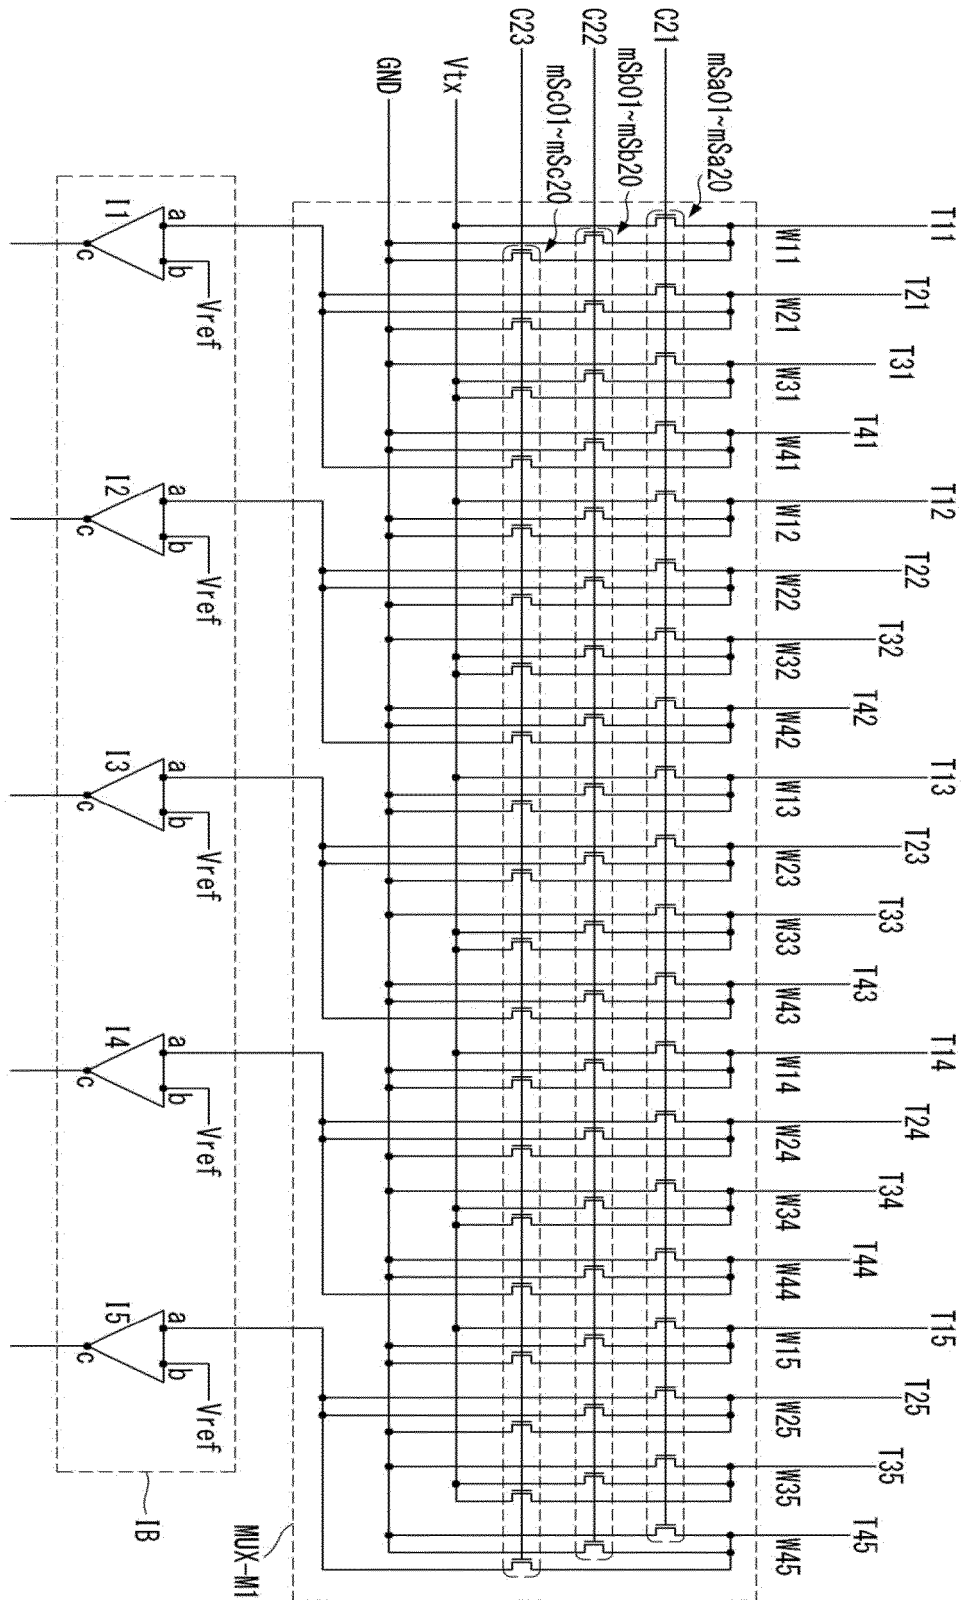 C21
C22
C23
Vtx
GND
mSa01~mSa20
mSb01~mSb20
mSc01~mSc20
T11
T21
T31
T41
T12
T22
T32
T42
T13
T23
T33
T43
T14
T24
T34
T44
T15
T25
T35
T45
W11
W21
W31
W41
W12
W22
W32
W42
W13
W23
W33
W43
W14
W24
W34
W44
W15
W25
W35
W45
I1
a
b
c
Vref
I2
a
b
c
Vref
I3
a
b
c
Vref
I4
a
b
c
Vref
I5
a
b
c
Vref
IB
MUX-M1